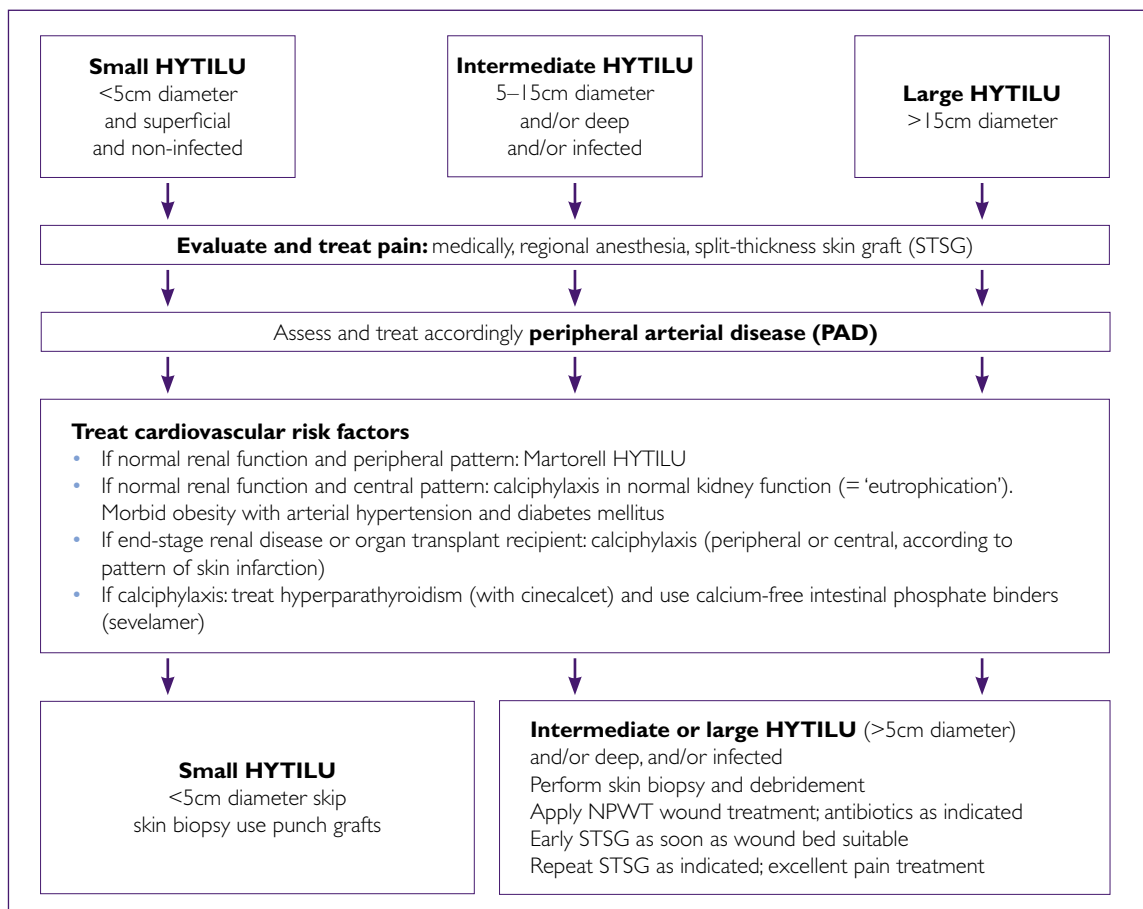 Small HYTILU
<5cm diameter
and superficial
and non-infected
Intermediate HYTILU
5–15cm diameter
and/or deep
and/or infected
Large HYTILU
>15cm diameter
Evaluate and treat pain: medically, regional anesthesia, split-thickness skin graft (STSG)
Assess and treat accordingly peripheral arterial disease (PAD)
Treat cardiovascular risk factors
• If normal renal function and peripheral pattern: Martorell HYTILU
• If normal renal function and central pattern: calciphylaxis in normal kidney function (= ‘eutrophication’).
Morbid obesity with arterial hypertension and diabetes mellitus
• If end-stage renal disease or organ transplant recipient: calciphylaxis (peripheral or central, according to
pattern of skin infarction)
• If calciphylaxis: treat hyperparathyroidism (with cinecalcet) and use calcium-free intestinal phosphate binders
(sevelamer)
Small HYTILU
<5cm diameter skip
skin biopsy use punch grafts
Intermediate or large HYTILU (>5cm diameter)
and/or deep, and/or infected
Perform skin biopsy and debridement
Apply NPWT wound treatment; antibiotics as indicated
Early STSG as soon as wound bed suitable
Repeat STSG as indicated; excellent pain treatment